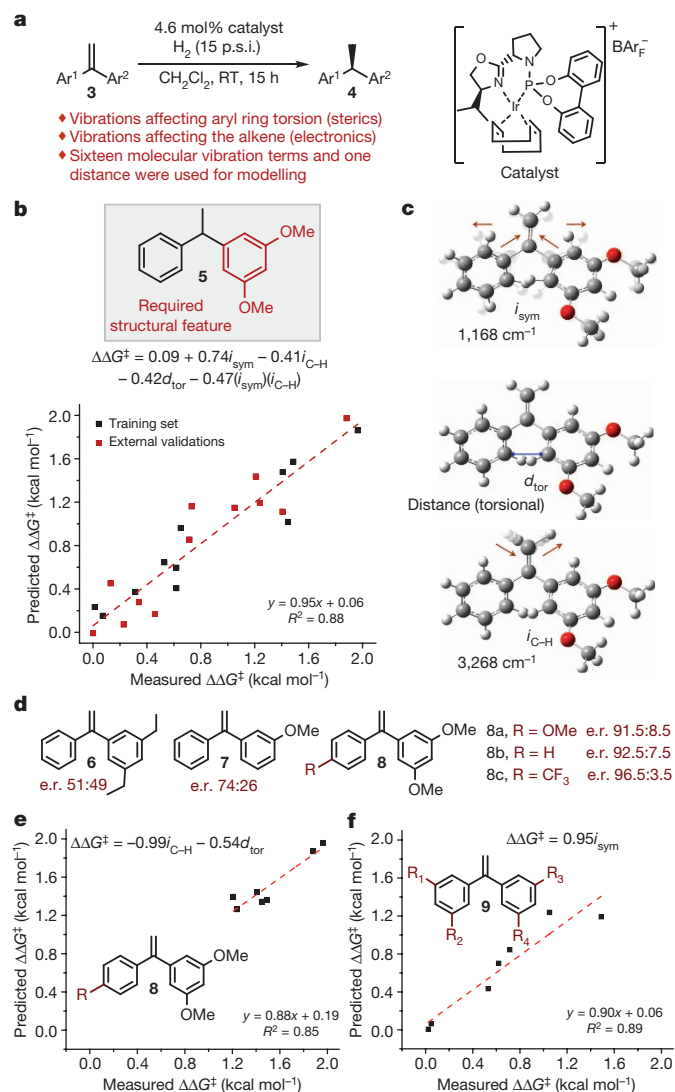 a
4.6 mol% catalyst
H₂ (15 p.s.i.)
CH₂Cl₂, RT, 15 h
Ar¹ Ar²
3
Ar¹ Ar²
4
♦ Vibrations affecting aryl ring torsion (sterics)
♦ Vibrations affecting the alkene (electronics)
♦ Sixteen molecular vibration terms and one
distance were used for modelling
O N
N P O
O
Ir
+
BAr_F⁻
Catalyst
b
OMe
5
OMe
Required
structural feature
ΔΔG‡ = 0.09 + 0.74i_sym − 0.41i_C–H
− 0.42d_tor − 0.47(i_sym)(i_C–H)
Training set
External validations
Predicted ΔΔG‡ (kcal mol⁻¹)
2.0
1.6
1.2
0.8
0.4
0.0
y = 0.95x + 0.06
R² = 0.88
0.0 0.4 0.8 1.2 1.6 2.0
Measured ΔΔG‡ (kcal mol⁻¹)
c
i_sym
1,168 cm⁻¹
d_tor
Distance (torsional)
i_C–H
3,268 cm⁻¹
d
6
e.r. 51:49
OMe
7
e.r. 74:26
OMe
R
8
OMe
8a, R = OMe e.r. 91.5:8.5
8b, R = H e.r. 92.5:7.5
8c, R = CF₃ e.r. 96.5:3.5
e
ΔΔG‡ = −0.99i_C–H − 0.54d_tor
Predicted ΔΔG‡ (kcal mol⁻¹)
2.0
1.6
1.2
0.8
0.4
0.0
OMe
R
8
OMe
y = 0.88x + 0.19
R² = 0.85
0.0 0.4 0.8 1.2 1.6 2.0
Measured ΔΔG‡ (kcal mol⁻¹)
f
ΔΔG‡ = 0.95i_sym
Predicted ΔΔG‡ (kcal mol⁻¹)
2.0
1.6
1.2
0.8
0.4
0.0
R₁ R₃
9
R₂ R₄
y = 0.90x + 0.06
R² = 0.89
0.0 0.4 0.8 1.2 1.6 2.0
Measured ΔΔG‡ (kcal mol⁻¹)